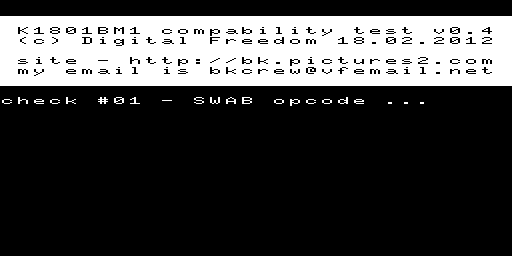 K1801BM1 compability test v0.4
(c) Digital Freedom 18.02.2012
site - http://bk.pictures2.com
my email is bkcrew@vfemail.net
check #01 - SWAB opcode ...